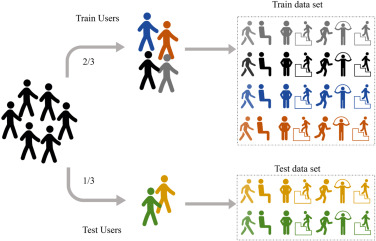 Train Users
Train data set
2/3
1/3
Test Users
Test data set